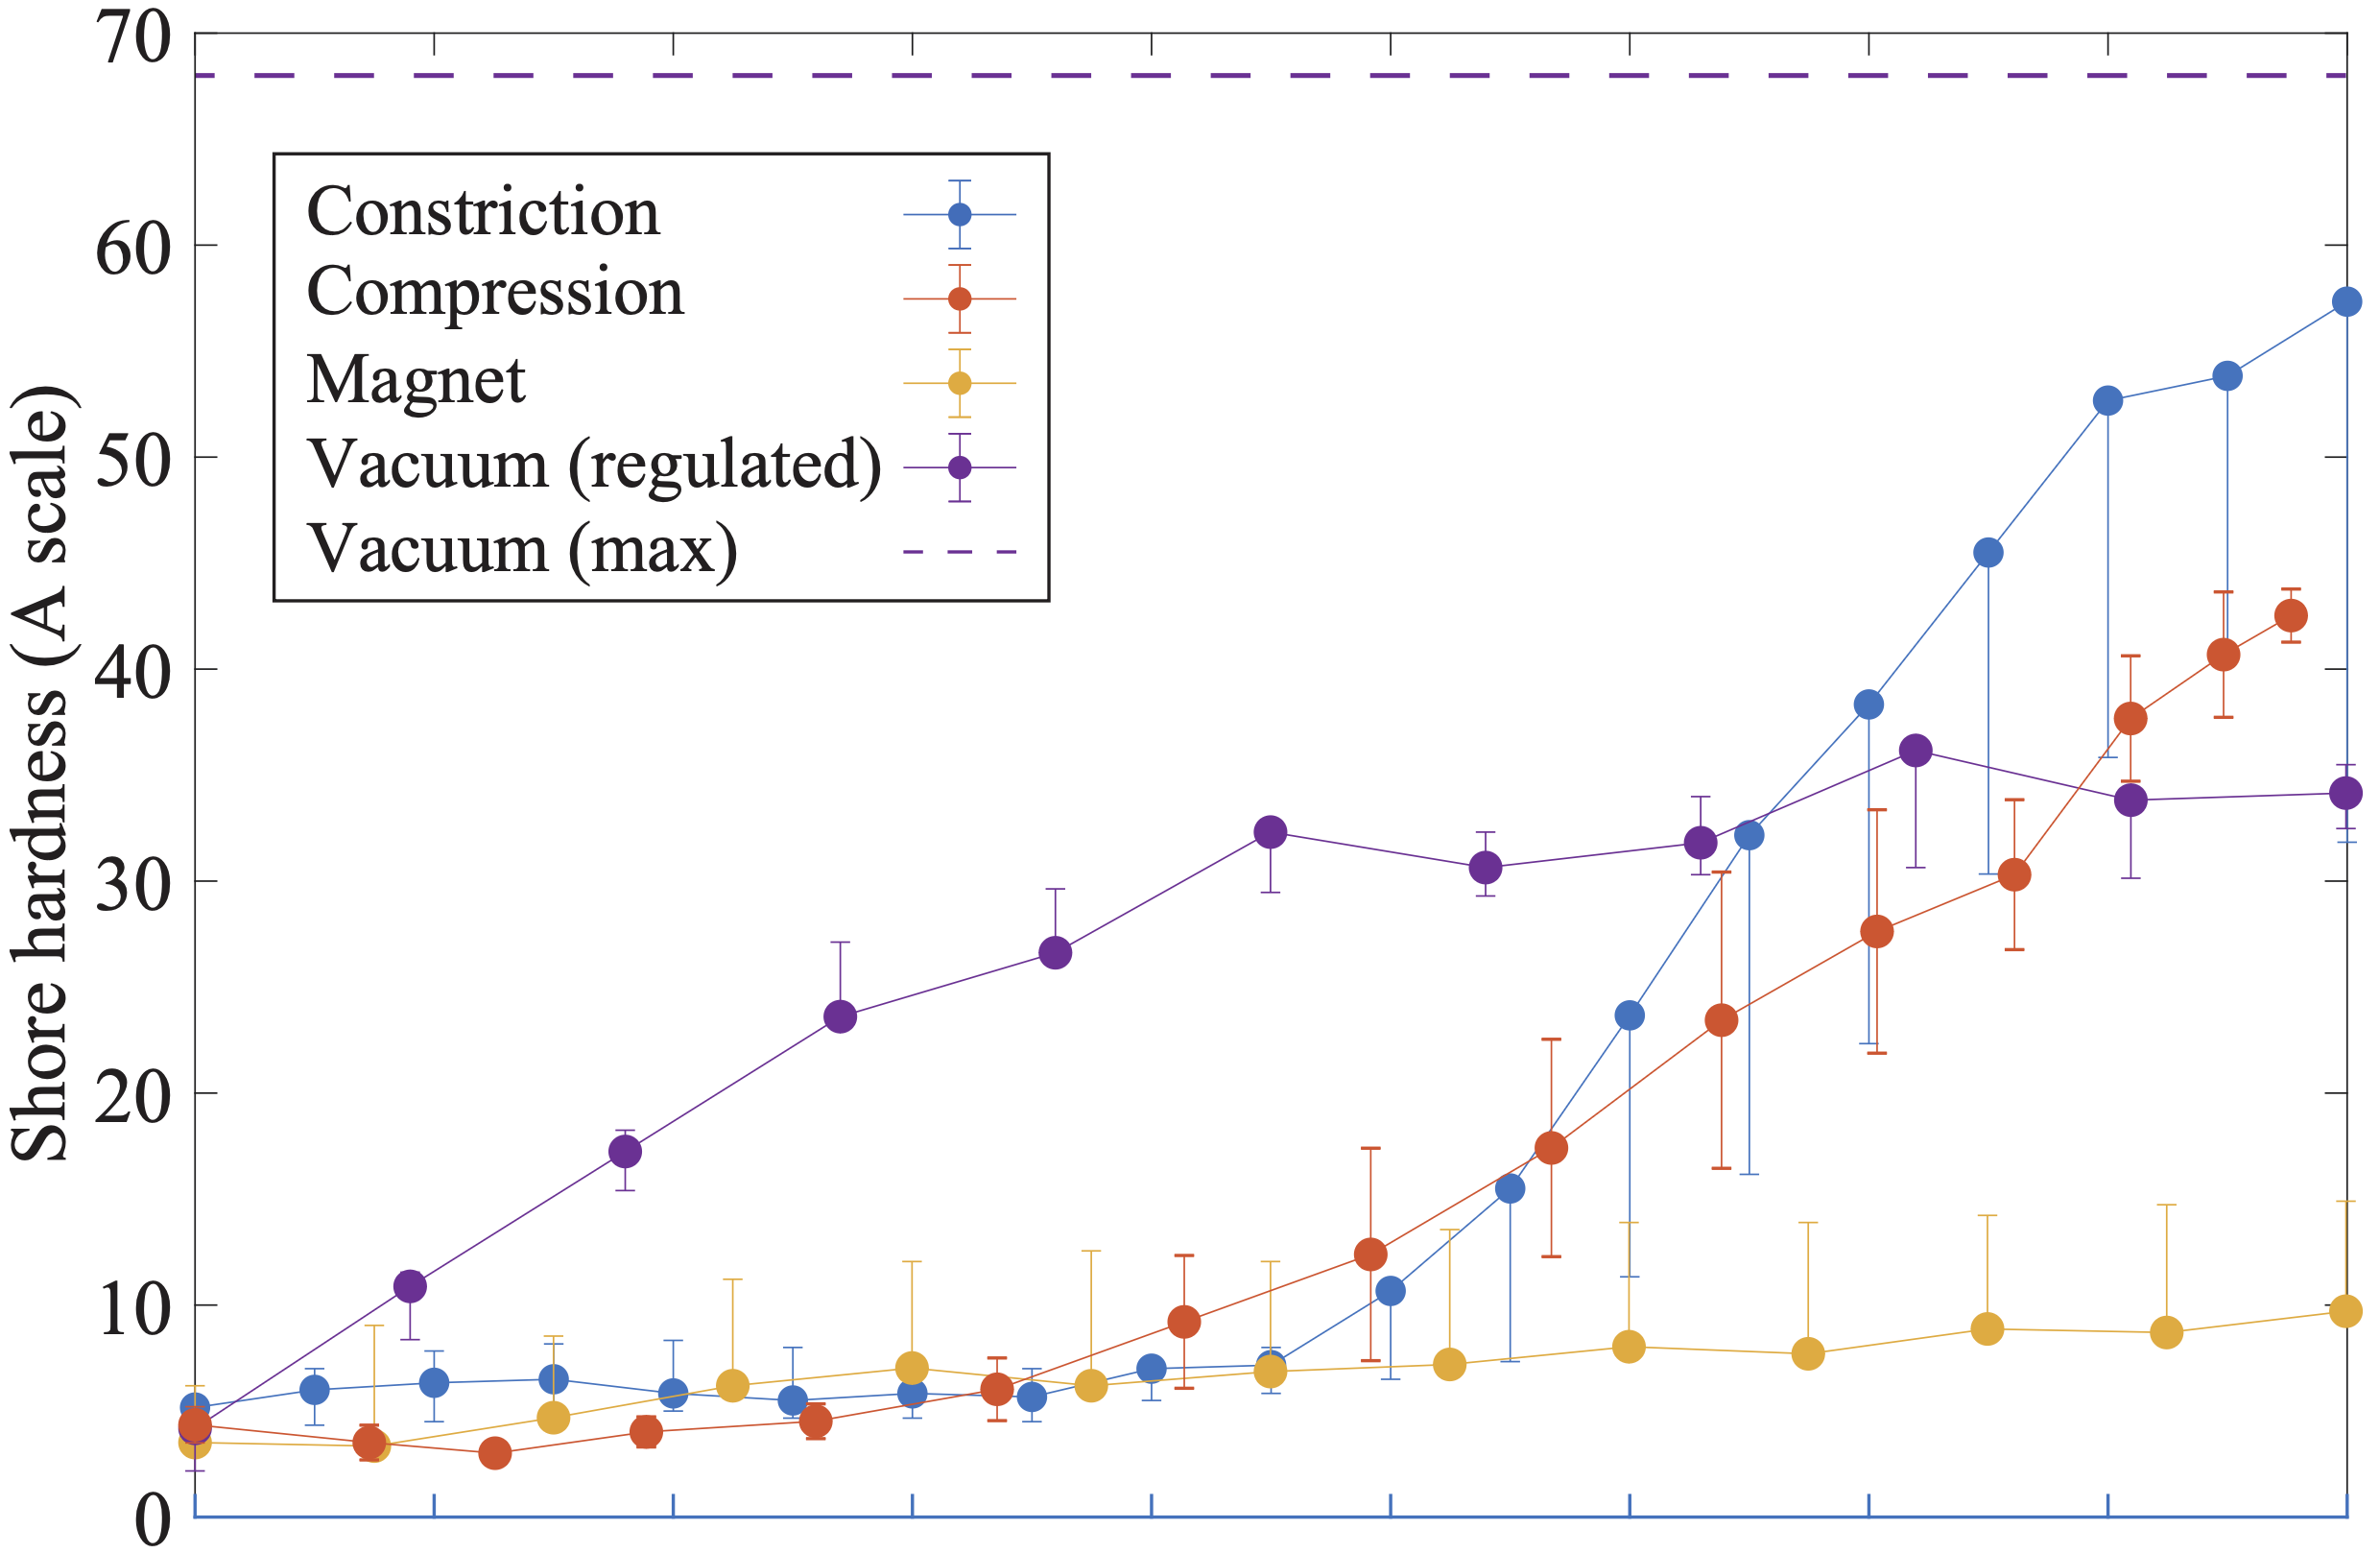 70
60
50
40
30
20
10
0
Shore hardness (A scale)
Constriction
Compression
Magnet
Vacuum (regulated)
Vacuum (max)